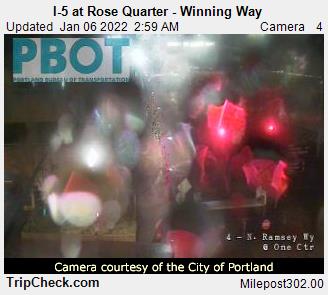 I-5 at Rose Quarter - Winning Way
Updated Jan 06 2022 2:59 AM Camera 4
PBOT
PORTLAND BUREAU OF TRANSPORTATION
4 - N. Ramsey Wy
@ One Ctr
Camera courtesy of the City of Portland
TripCheck.com Milepost302.00